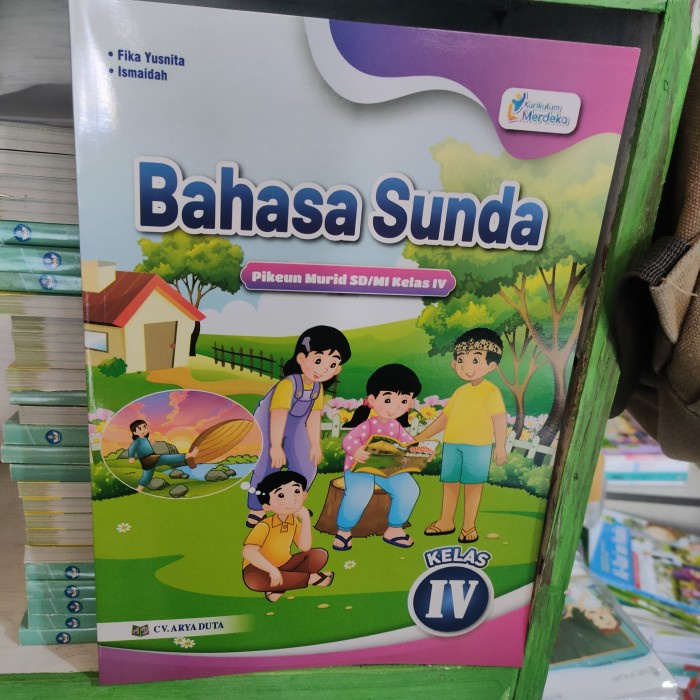 • Fika Yusnita
• Ismaidah
Kurikulum
Merdeka
Bahasa Sunda
Pikeun Murid SD/MI Kelas IV
KELAS
IV
CV. ARYA DUTA